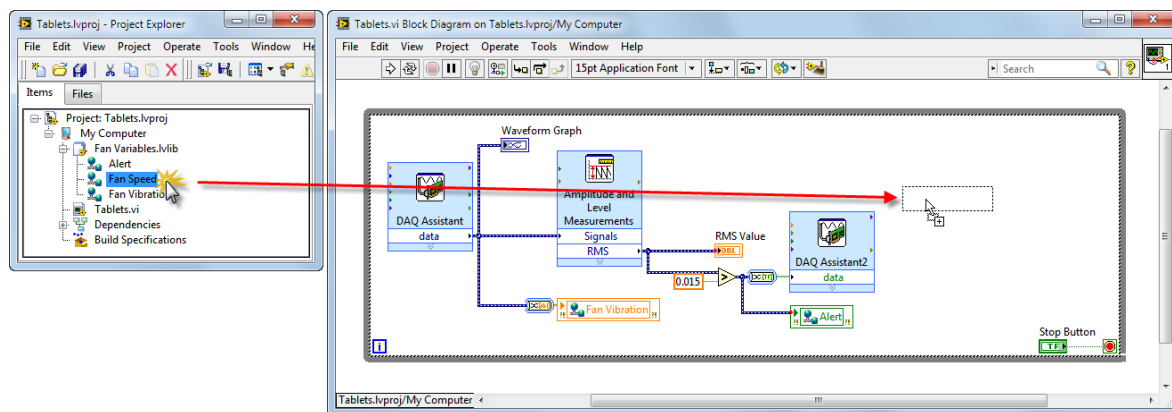 Tablets.lvproj - Project Explorer
File Edit View Project Operate Tools Window He
Items Files
Project: Tablets.lvproj
My Computer
Fan Variables.lvlib
Alert
Fan Speed
Fan Vibration
Tablets.vi
Dependencies
Build Specifications
Tablets.vi Block Diagram on Tablets.lvproj/My Computer
File Edit View Project Operate Tools Window Help
15pt Application Font
Search
1
Waveform Graph
DAQ Assistant
data
Amplitude and
Level
Measurements
Signals
RMS
RMS Value
DBL
0.015
DAQ Assistant2
data
Fan Vibration
Alert
Stop Button
TF
i
Tablets.lvproj/My Computer